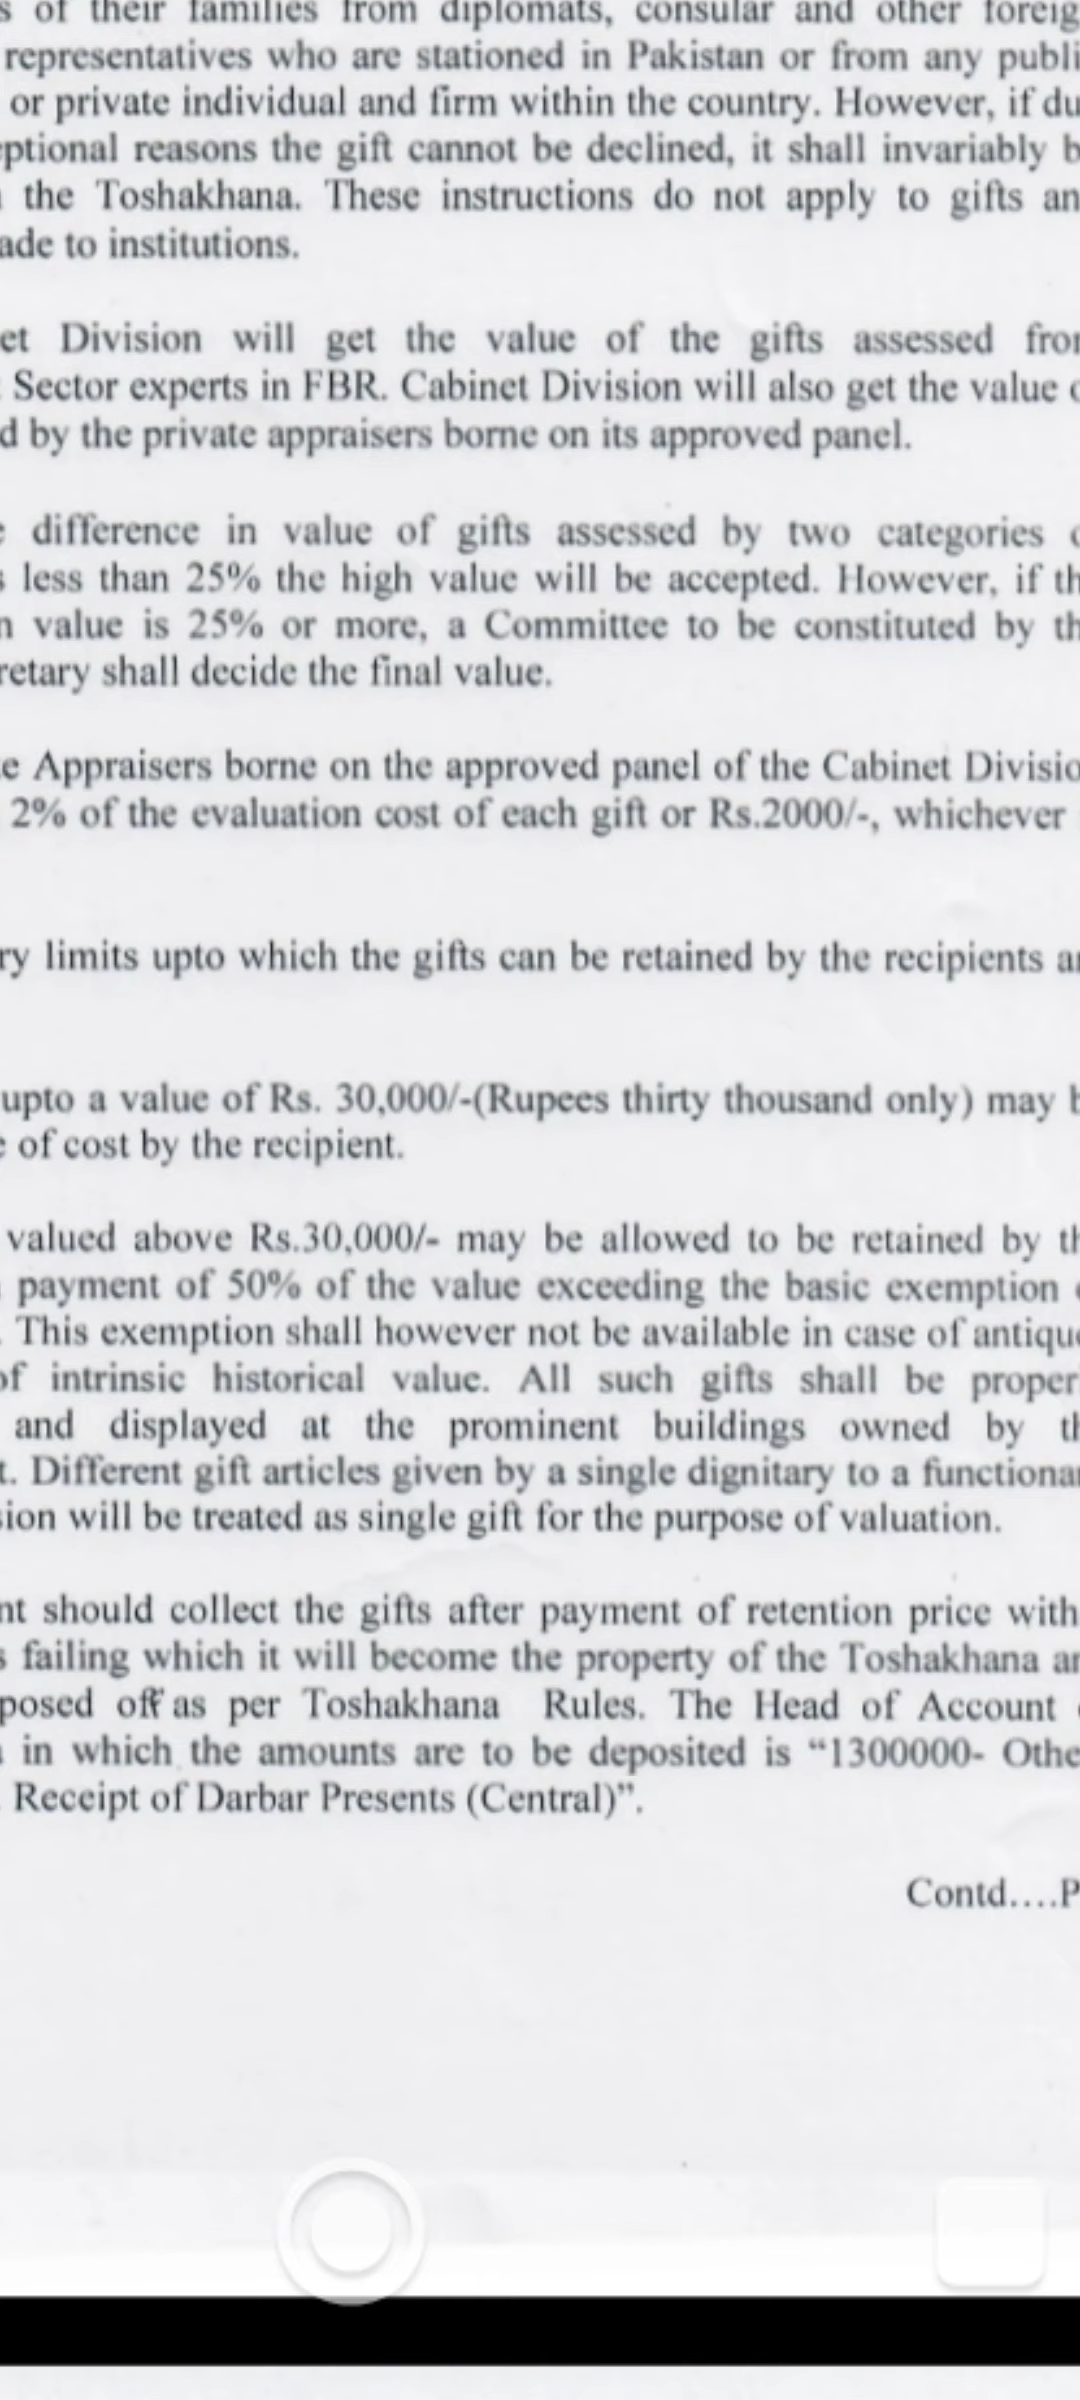 s of their families from diplomats, consular and other foreig
representatives who are stationed in Pakistan or from any publi
or private individual and firm within the country. However, if du
eptional reasons the gift cannot be declined, it shall invariably b
the Toshakhana. These instructions do not apply to gifts an
ade to institutions.
et Division will get the value of the gifts assessed from
Sector experts in FBR. Cabinet Division will also get the value o
d by the private appraisers borne on its approved panel.
e difference in value of gifts assessed by two categories o
s less than 25% the high value will be accepted. However, if th
n value is 25% or more, a Committee to be constituted by th
retary shall decide the final value.
e Appraisers borne on the approved panel of the Cabinet Divisio
2% of the evaluation cost of each gift or Rs.2000/-, whichever
ry limits upto which the gifts can be retained by the recipients ar
upto a value of Rs. 30,000/-(Rupees thirty thousand only) may b
e of cost by the recipient.
valued above Rs.30,000/- may be allowed to be retained by th
payment of 50% of the value exceeding the basic exemption
. This exemption shall however not be available in case of antique
of intrinsic historical value. All such gifts shall be proper
and displayed at the prominent buildings owned by th
t. Different gift articles given by a single dignitary to a functionar
sion will be treated as single gift for the purpose of valuation.
nt should collect the gifts after payment of retention price with
s failing which it will become the property of the Toshakhana an
posed off as per Toshakhana Rules. The Head of Account
in which the amounts are to be deposited is “1300000- Othe
Receipt of Darbar Presents (Central)”.
Contd....P